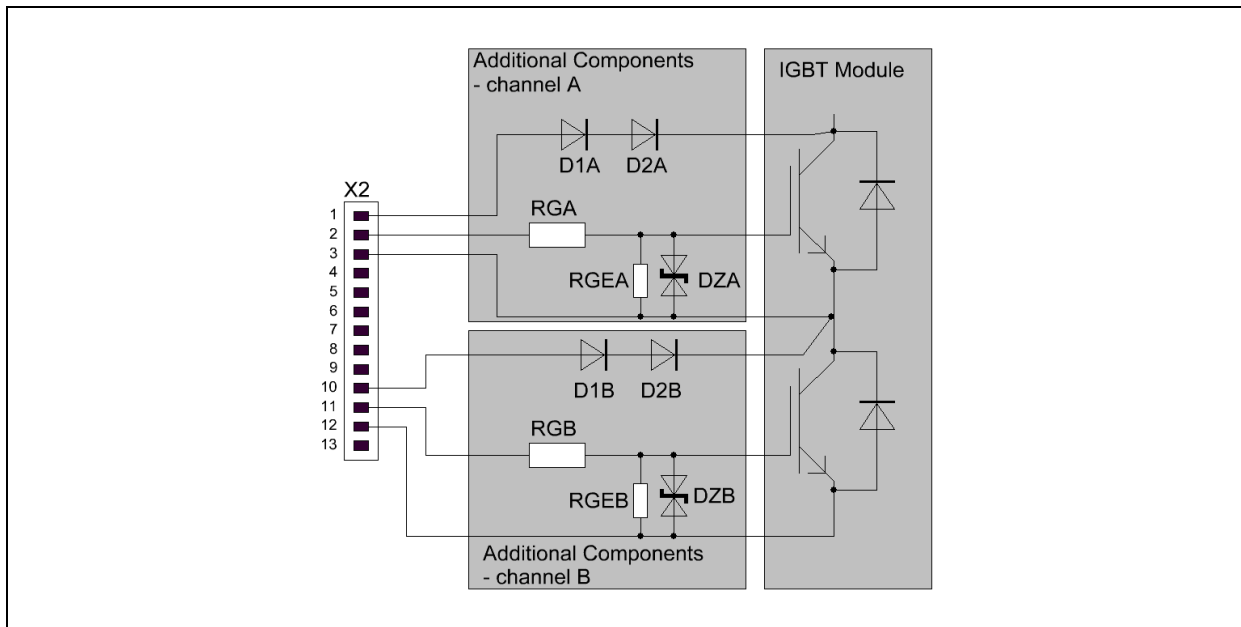 Additional Components
- channel A
IGBT Module
D1A
D2A
X2
RGA
1
2
3
4
5
6
7
8
9
10
11
12
13
RGEA
DZA
D1B
D2B
RGB
RGEB
DZB
Additional Components
- channel B